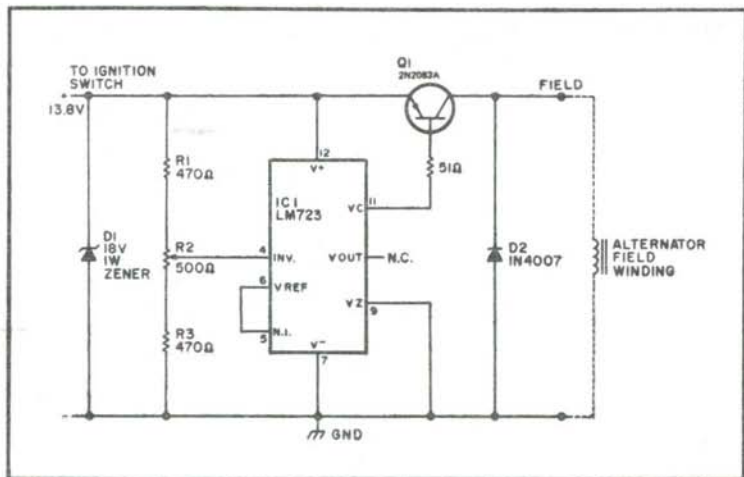 TO IGNITION
SWITCH
13.8V
Q1
2N2083A
FIELD
R1
470Ω
51Ω
12
V+
IC1
LM723
11
VC
D1
18V
1W
ZENER
R2
500Ω
4
INV.
VOUT
N.C.
D2
1N4007
ALTERNATOR
FIELD
WINDING
6
VREF
VZ
9
R3
470Ω
5
N.I.
V-
7
GND